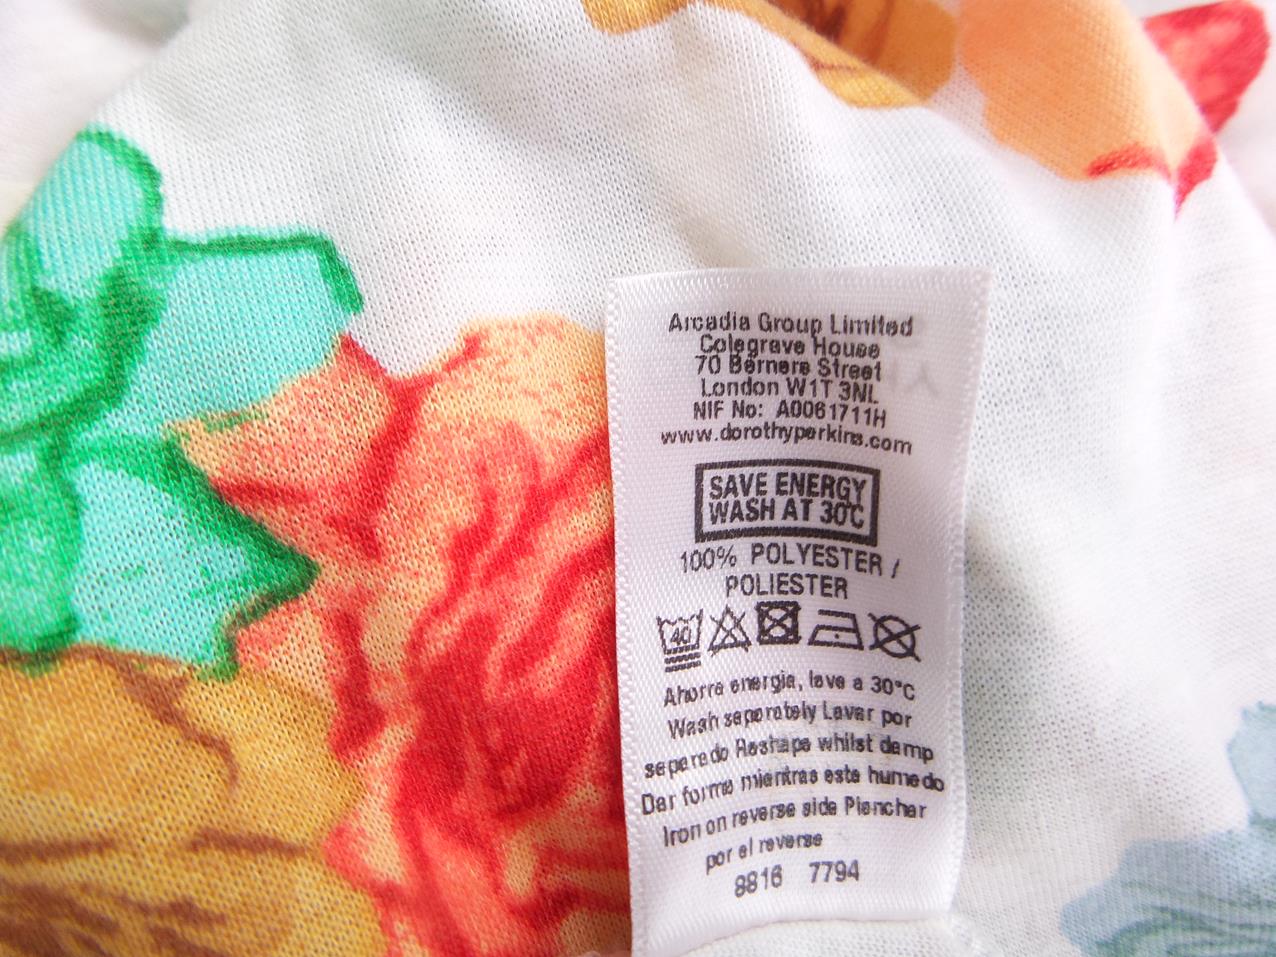 Arcadia Group Limited
Colegrave House
70 Berners Street
London W1T 3NL
NIF No: A0061711H
www.dorothyperkins.com
SAVE ENERGY
WASH AT 30°C
100% POLYESTER /
POLIESTER
40
Ahorra energia, lave a 30°C
Wash separately Lavar por
separado Reshape whilst damp
Dar forma mientras este humedo
Iron on reverse side Planchar
por el reverse
8816 7794